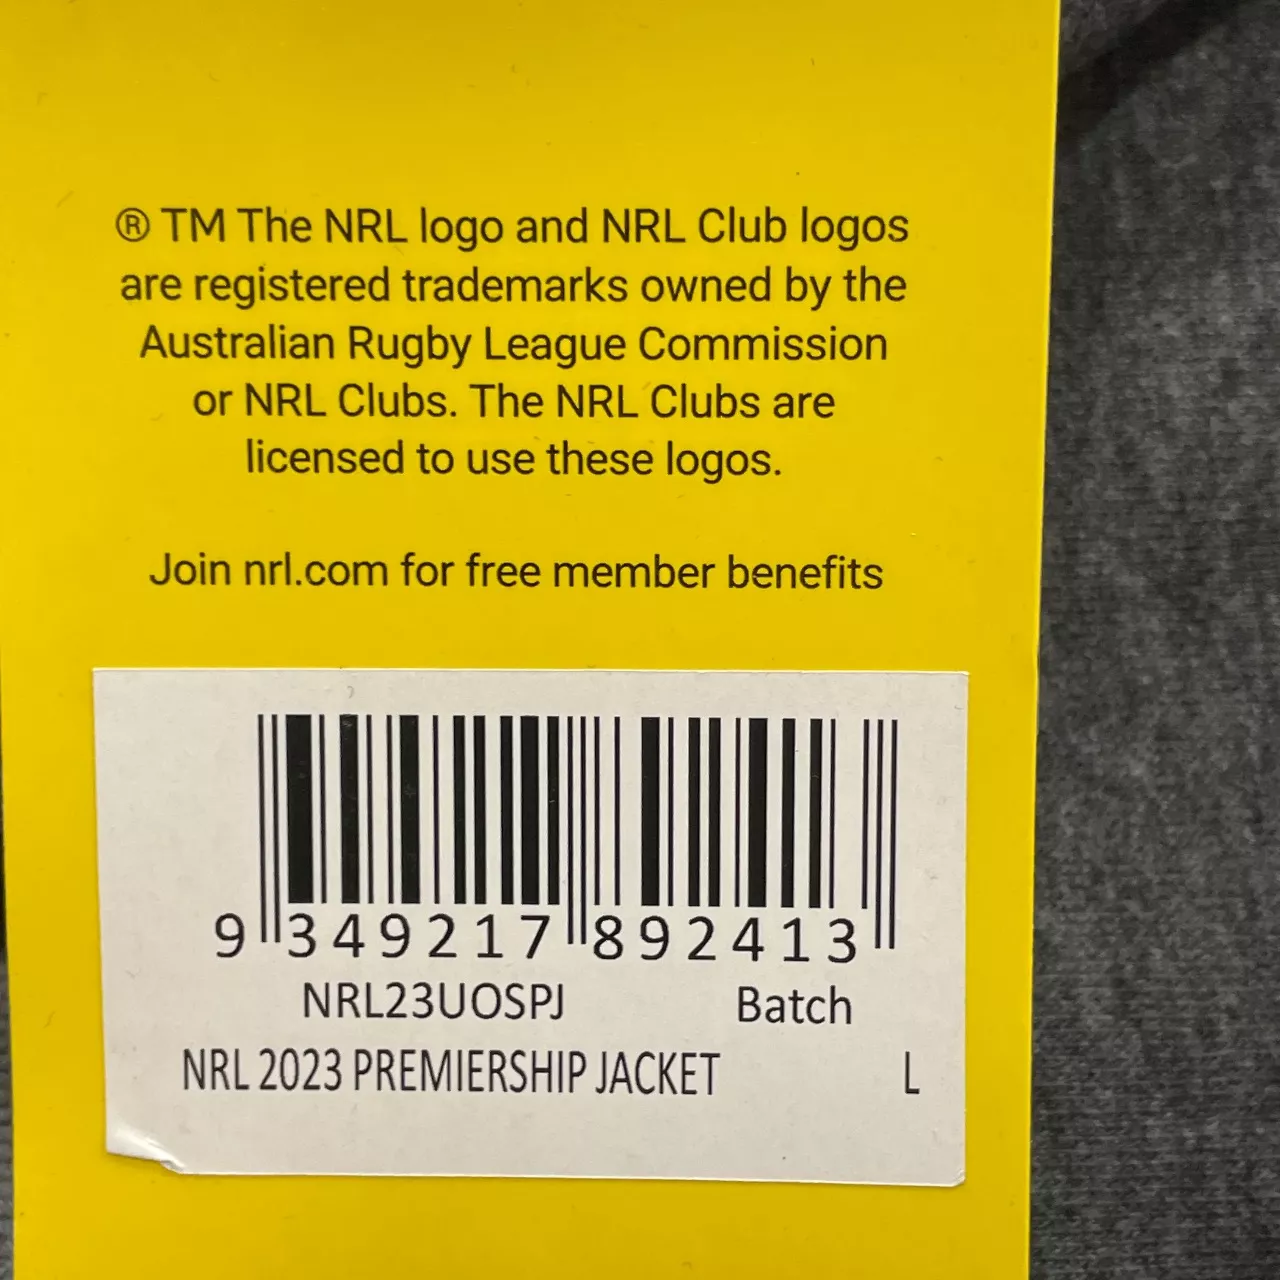 ® TM The NRL logo and NRL Club logos
are registered trademarks owned by the
Australian Rugby League Commission
or NRL Clubs. The NRL Clubs are
licensed to use these logos.
Join nrl.com for free member benefits
9 349217 892413
NRL23UOSPJ Batch
NRL 2023 PREMIERSHIP JACKET L